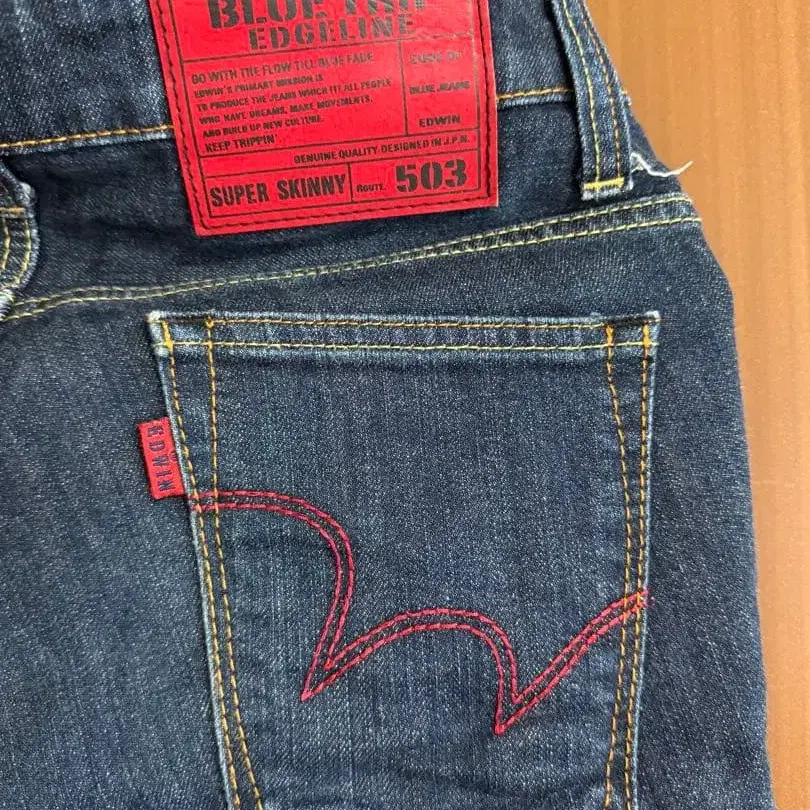 BLUE TRIP
EDGELINE
GO WITH THE FLOW TILL BLUE FADE
EDWIN'S PRIMARY MISSION IS
TO PRODUCE THE JEANS WHICH FIT ALL PEOPLE
WHO HAVE DREAMS, MAKE MOVEMENTS,
AND BUILD UP NEW CULTURE.
KEEP TRIPPIN'
BLUE JEANS
EDWIN
GENUINE QUALITY. DESIGNED IN J.P.N.
SUPER SKINNY
ROUTE. 503
EDWIN